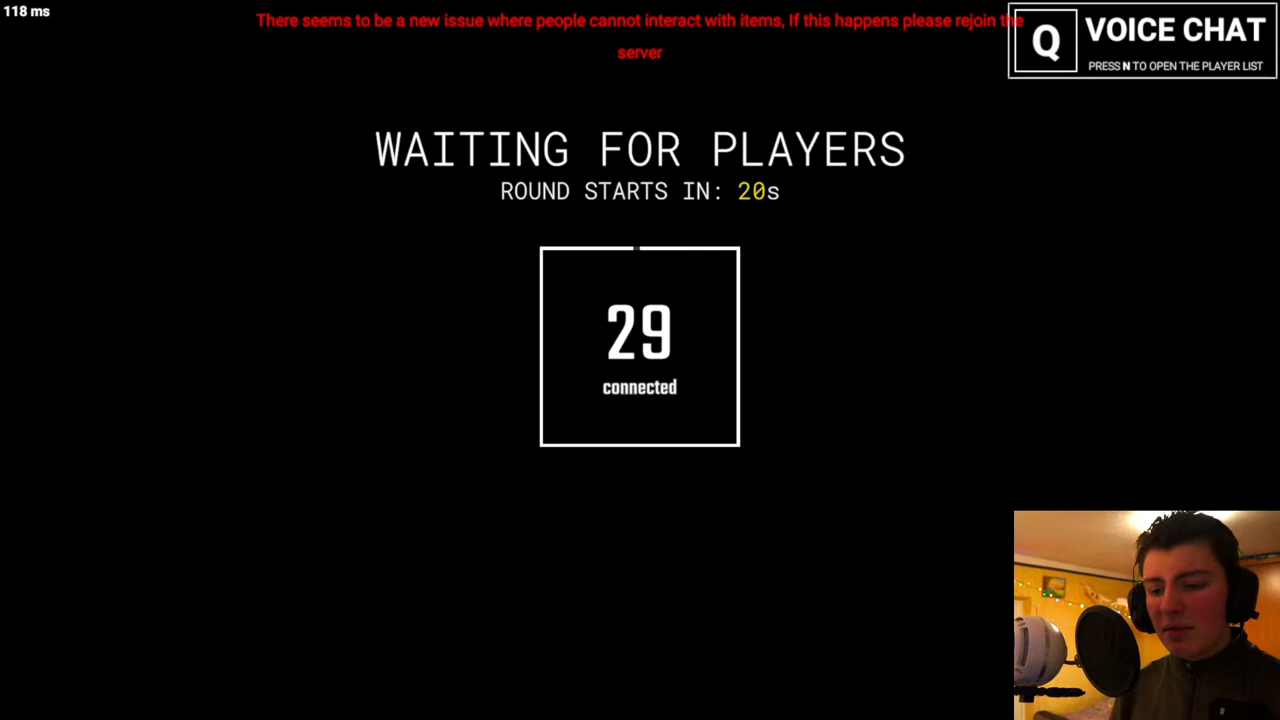 118 ms
There seems to be a new issue where people cannot interact with items, If this happens please rejoin the
server
Q
VOICE CHAT
PRESS N TO OPEN THE PLAYER LIST
WAITING FOR PLAYERS
ROUND STARTS IN: 20s
29
connected